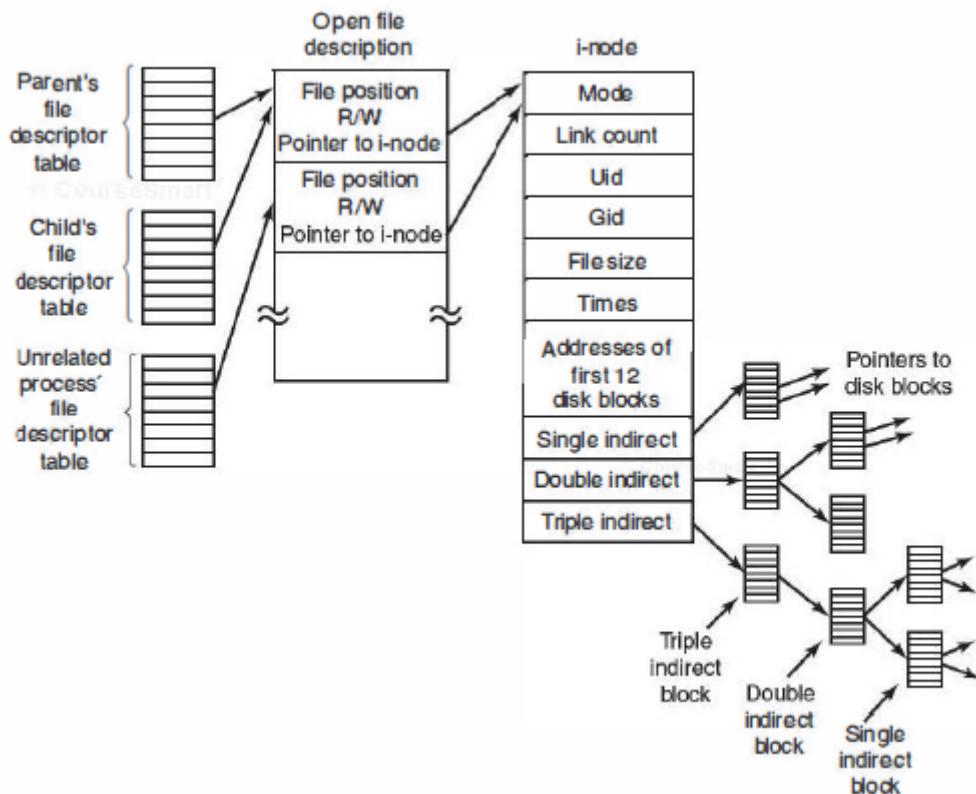 Open file
description
i-node
Parent's
file
descriptor
table
File position
R/W
Pointer to i-node
File position
R/W
Pointer to i-node
CourseSmart
Child's
file
descriptor
table
Unrelated
process´
file
descriptor
table
Mode
Link count
Uid
Gid
File size
Times
Addresses of
first 12
disk blocks
Single indirect
Double indirect
Triple indirect
Pointers to
disk blocks
Triple
indirect
block
Double
indirect
block
Single
indirect
block